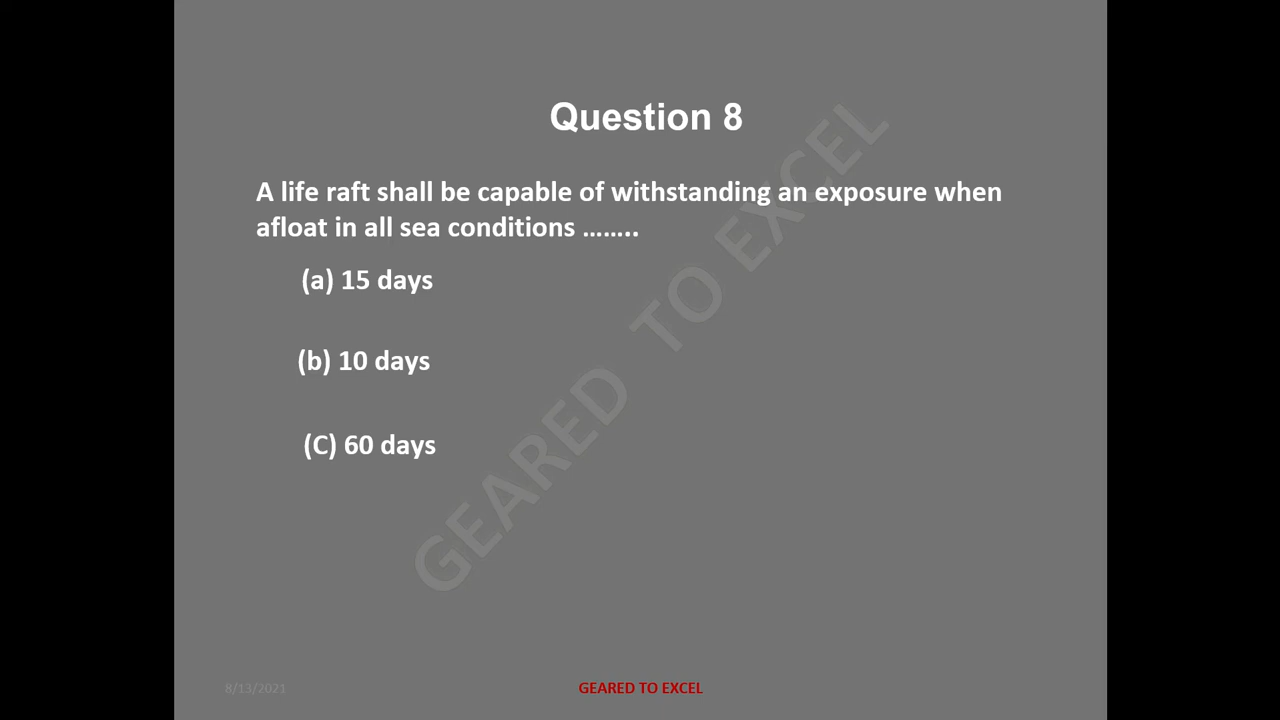 Question 8
A life raft shall be capable of withstanding an exposure when
afloat in all sea conditions ........
(a) 15 days
(b) 10 days
(C) 60 days
GEARED TO EXCEL
8/13/2021
GEARED TO EXCEL